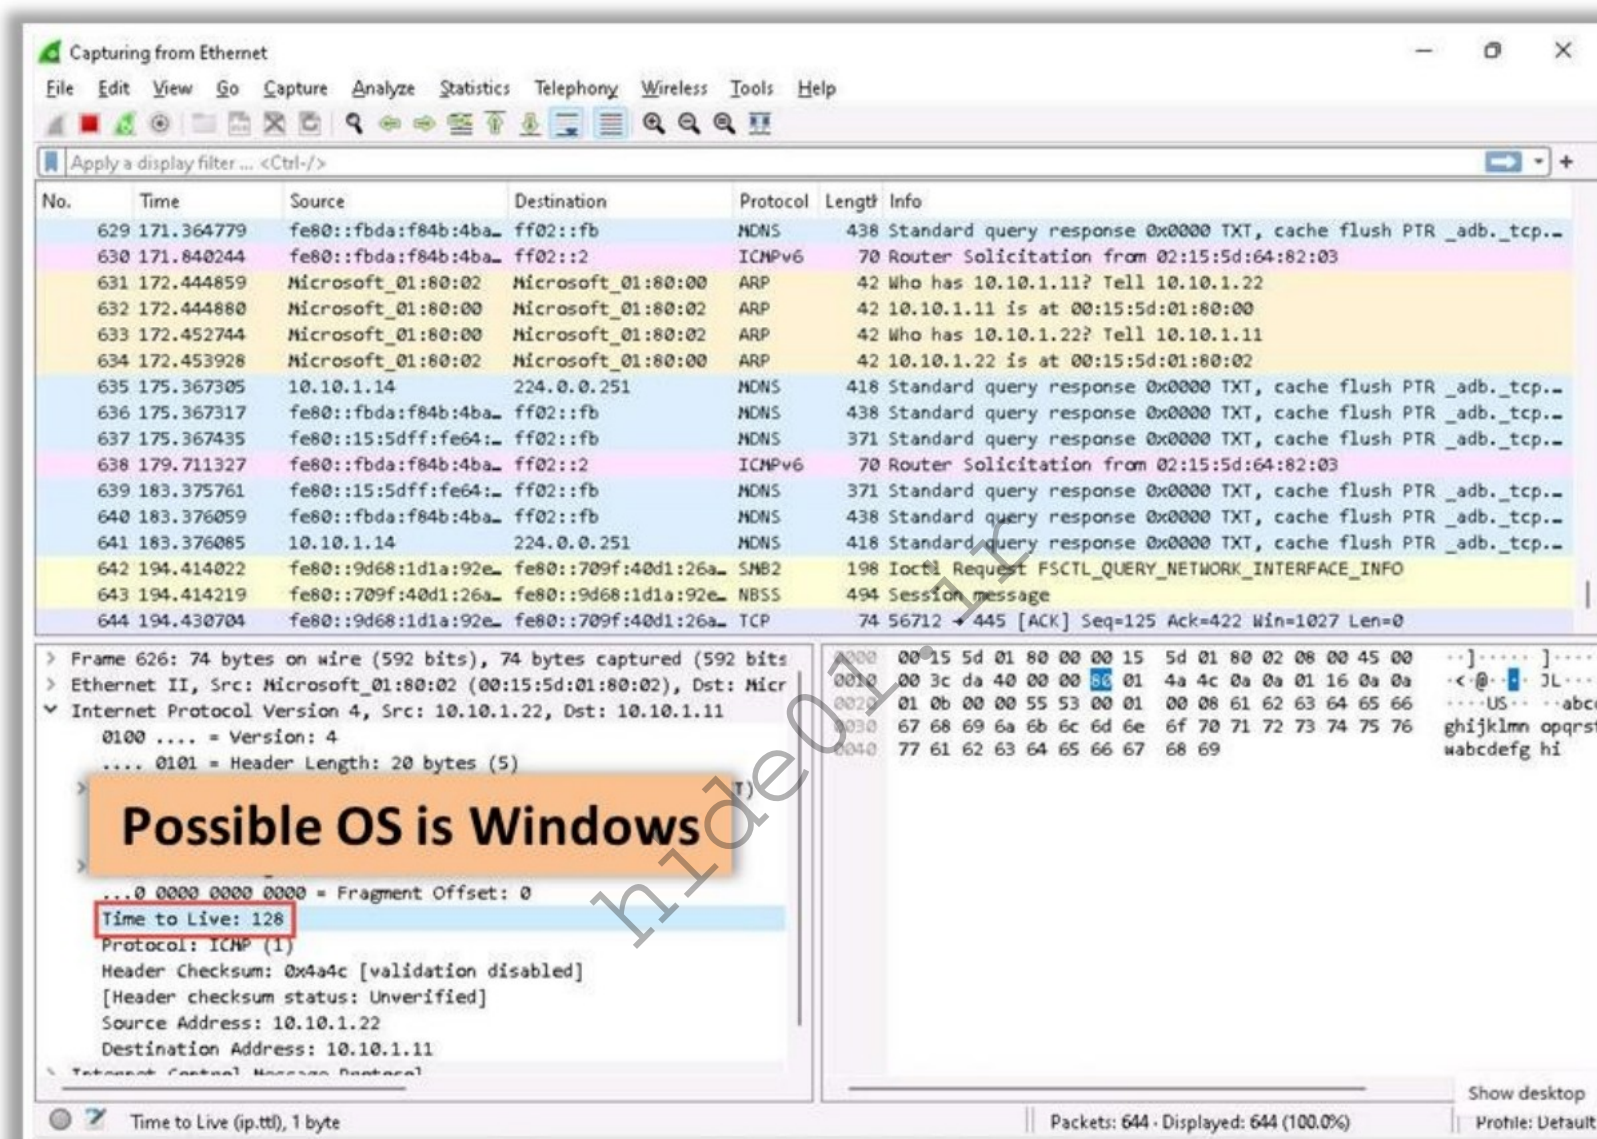 Capturing from Ethernet
File Edit View Go Capture Analyze Statistics Telephony Wireless Tools Help
Apply a display filter ... <Ctrl-/>
No. Time Source Destination Protocol Length Info
629 171.364779 fe80::fbda:f84b:4ba… ff02::fb MDNS 438 Standard query response 0x0000 TXT, cache flush PTR _adb._tcp.…
630 171.840244 fe80::fbda:f84b:4ba… ff02::2 ICMPv6 70 Router Solicitation from 02:15:5d:64:82:03
631 172.444859 Microsoft_01:80:02 Microsoft_01:80:00 ARP 42 Who has 10.10.1.11? Tell 10.10.1.22
632 172.444880 Microsoft_01:80:00 Microsoft_01:80:02 ARP 42 10.10.1.11 is at 00:15:5d:01:80:00
633 172.452744 Microsoft_01:80:00 Microsoft_01:80:02 ARP 42 Who has 10.10.1.22? Tell 10.10.1.11
634 172.453928 Microsoft_01:80:02 Microsoft_01:80:00 ARP 42 10.10.1.22 is at 00:15:5d:01:80:02
635 175.367305 10.10.1.14 224.0.0.251 MDNS 418 Standard query response 0x0000 TXT, cache flush PTR _adb._tcp.…
636 175.367317 fe80::fbda:f84b:4ba… ff02::fb MDNS 438 Standard query response 0x0000 TXT, cache flush PTR _adb._tcp.…
637 175.367435 fe80::15:5dff:fe64:… ff02::fb MDNS 371 Standard query response 0x0000 TXT, cache flush PTR _adb._tcp.…
638 179.711327 fe80::fbda:f84b:4ba… ff02::2 ICMPv6 70 Router Solicitation from 02:15:5d:64:82:03
639 183.375761 fe80::15:5dff:fe64:… ff02::fb MDNS 371 Standard query response 0x0000 TXT, cache flush PTR _adb._tcp.…
640 183.376059 fe80::fbda:f84b:4ba… ff02::fb MDNS 438 Standard query response 0x0000 TXT, cache flush PTR _adb._tcp.…
641 183.376085 10.10.1.14 224.0.0.251 MDNS 418 Standard query response 0x0000 TXT, cache flush PTR _adb._tcp.…
642 194.414022 fe80::9d68:1d1a:92e… fe80::709f:40d1:26a… SMB2 198 Ioctl Request FSCTL_QUERY_NETWORK_INTERFACE_INFO
643 194.414219 fe80::709f:40d1:26a… fe80::9d68:1d1a:92e… NBSS 494 Session message
644 194.430704 fe80::9d68:1d1a:92e… fe80::709f:40d1:26a… TCP 74 56712 → 445 [ACK] Seq=125 Ack=422 Win=1027 Len=0
Frame 626: 74 bytes on wire (592 bits), 74 bytes captured (592 bits
Ethernet II, Src: Microsoft_01:80:02 (00:15:5d:01:80:02), Dst: Micr
Internet Protocol Version 4, Src: 10.10.1.22, Dst: 10.10.1.11
0100 .... = Version: 4
.... 0101 = Header Length: 20 bytes (5)
T)
Possible OS is Windows
...0 0000 0000 0000 = Fragment Offset: 0
Time to Live: 128
Protocol: ICMP (1)
Header Checksum: 0x4a4c [validation disabled]
[Header checksum status: Unverified]
Source Address: 10.10.1.22
Destination Address: 10.10.1.11
Internet Control Message Protocol
0000 00 15 5d 01 80 00 00 15 5d 01 80 02 08 00 45 00 ··]····· ]·····
0010 00 3c da 40 00 00 80 01 4a 4c 0a 0a 01 16 0a 0a ·<·@···· JL····
0020 01 0b 00 00 55 53 00 01 00 08 61 62 63 64 65 66 ····US·· ··abc
0030 67 68 69 6a 6b 6c 6d 6e 6f 70 71 72 73 74 75 76 ghijklmn opqrst
0040 77 61 62 63 64 65 66 67 68 69 wabcdefg hi
hide01.ir
Show desktop
Time to Live (ip.ttl), 1 byte Packets: 644 · Displayed: 644 (100.0%) Profile: Default